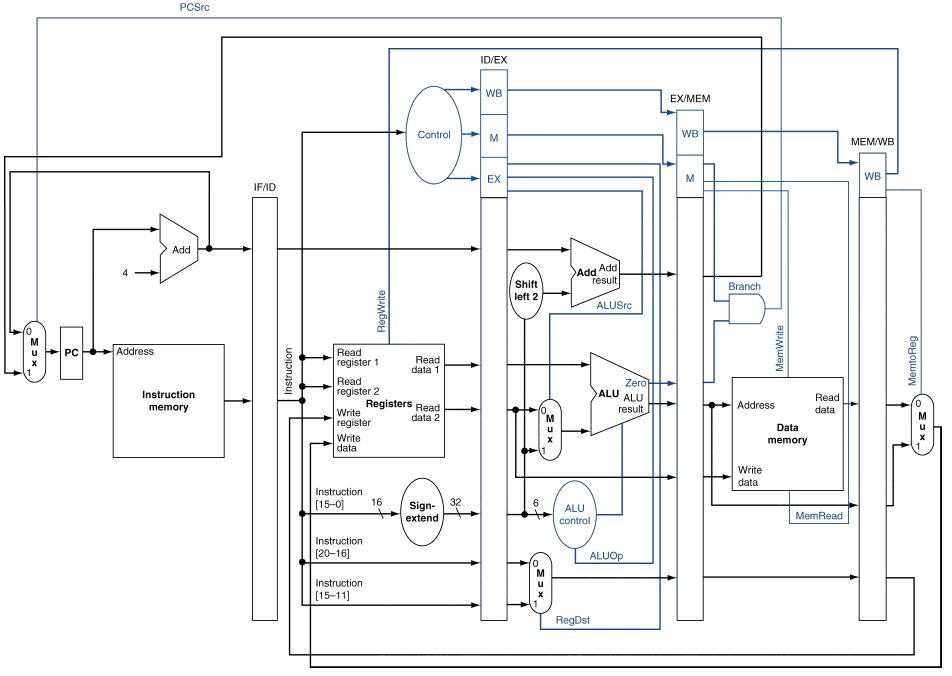 PCSrc
ID/EX
WB
M
EX
Control
EX/MEM
WB
M
MEM/WB
WB
IF/ID
Add
4
Shift
left 2
Add
Add
result
ALUSrc
Branch
RegWrite
MemWrite
MemtoReg
0
M
u
x
1
PC
Address
Instruction
memory
Instruction
Read
register 1
Read
register 2
Write
register
Write
data
Registers
Read
data 1
Read
data 2
0
M
u
x
1
Zero
ALU
ALU
result
Address
Write
data
Data
memory
Read
data
0
M
u
x
1
MemRead
Instruction
[15–0]
16
Sign-
extend
32
6
ALU
control
ALUOp
Instruction
[20–16]
Instruction
[15–11]
0
M
u
x
1
RegDst